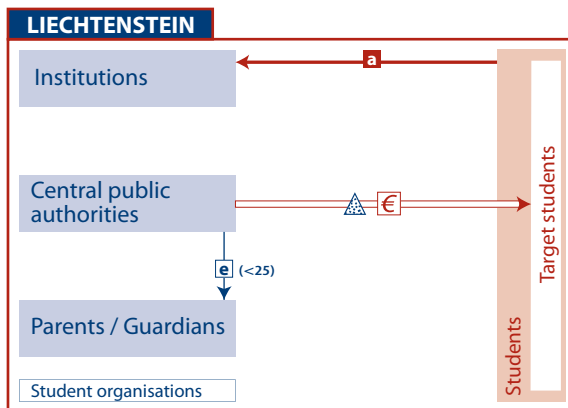 LIECHTENSTEIN
Institutions
a
Central public
authorities
€
e (<25)
Parents / Guardians
Student organisations
Students
Target students